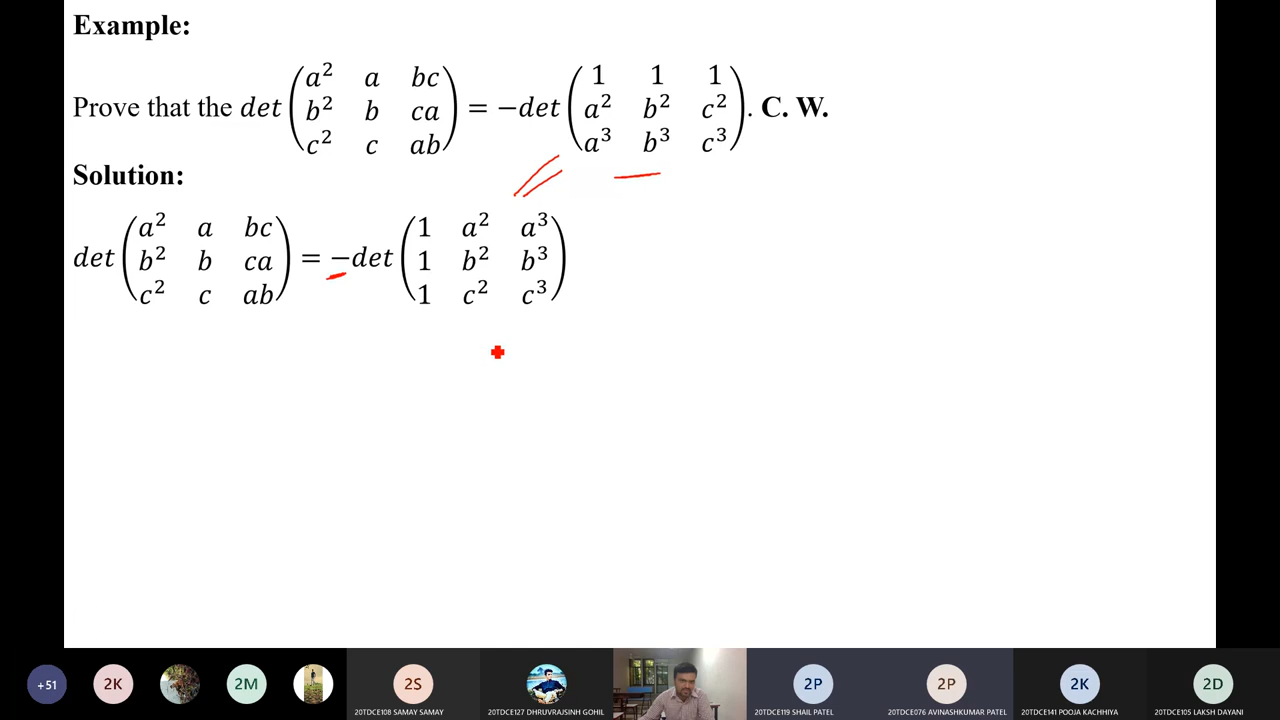 Example:
Prove that the det (a² a bc; b² b ca; c² c ab) = −det (1 1 1; a² b² c²; a³ b³ c³). C. W.
Solution:
det (a² a bc; b² b ca; c² c ab) = −det (1 a² a³; 1 b² b³; 1 c² c³)
+51 2K 2M 2S 2P 2P 2K 2D
20TDCE108 SAMAY SAMAY 20TDCE127 DHRUVRAJSINH GOHIL 20TDCE119 SHAIL PATEL 20TDCE076 AVINASHKUMAR PATEL 20TDCE141 POOJA KACHHIYA 20TDCE105 LAKSH DAYANI